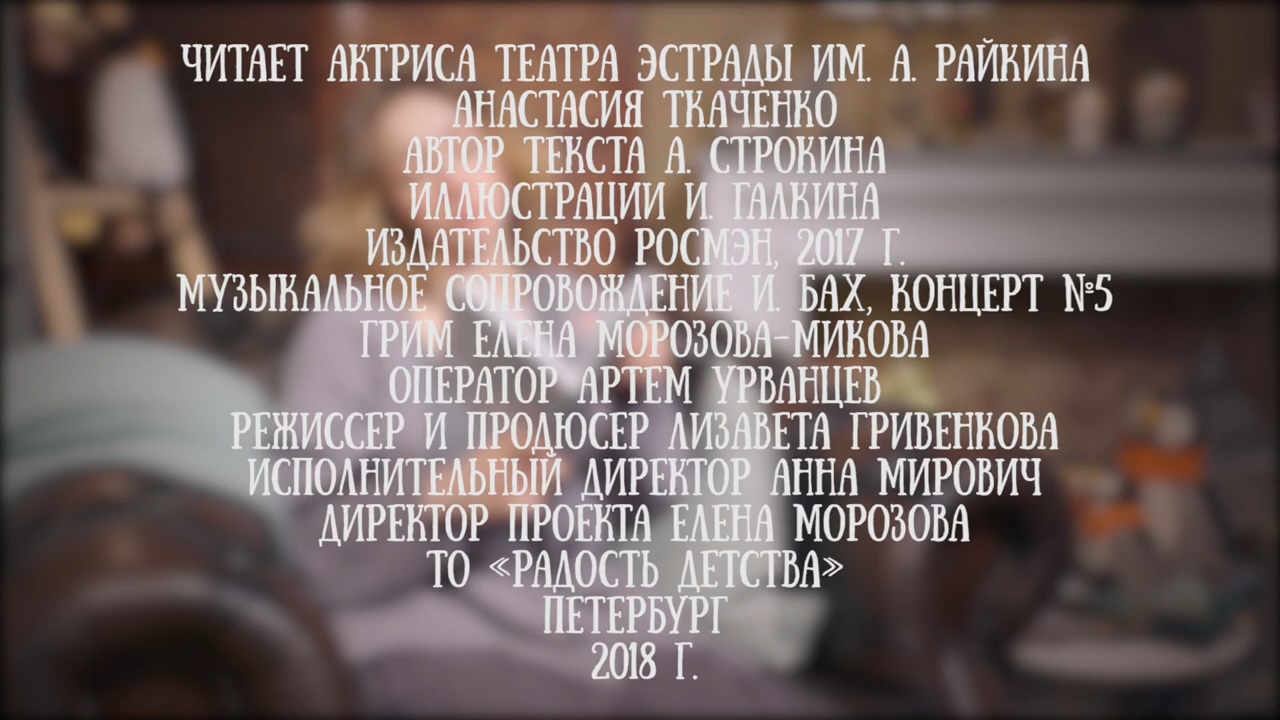 ЧИТАЕТ АКТРИСА ТЕАТРА ЭСТРАДЫ ИМ. А. РАЙКИНА
АНАСТАСИЯ ТКАЧЕНКО
АВТОР ТЕКСТА А. СТРОКИНА
ИЛЛЮСТРАЦИИ И. ГАЛКИНА
ИЗДАТЕЛЬСТВО РОСМЭН, 2017 Г.
МУЗЫКАЛЬНОЕ СОПРОВОЖДЕНИЕ И. БАХ, КОНЦЕРТ №5
ГРИМ ЕЛЕНА МОРОЗОВА-МИКОВА
ОПЕРАТОР АРТЕМ УРВАНЦЕВ
РЕЖИССЕР И ПРОДЮСЕР ЛИЗАВЕТА ГРИВЕНКОВА
ИСПОЛНИТЕЛЬНЫЙ ДИРЕКТОР АННА МИРОВИЧ
ДИРЕКТОР ПРОЕКТА ЕЛЕНА МОРОЗОВА
ТО «РАДОСТЬ ДЕТСТВА»
ПЕТЕРБУРГ
2018 Г.